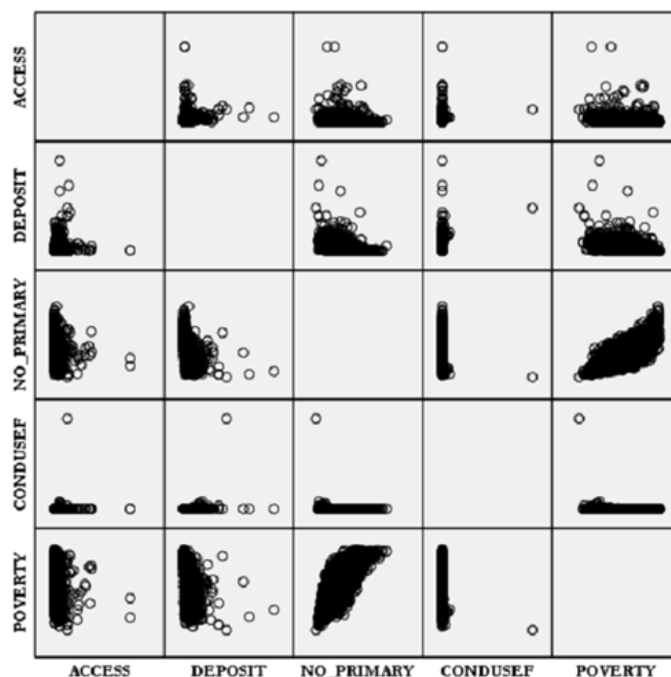 ACCESS
DEPOSIT
NO_PRIMARY
CONDUSEF
POVERTY
ACCESS DEPOSIT NO_PRIMARY CONDUSEF POVERTY